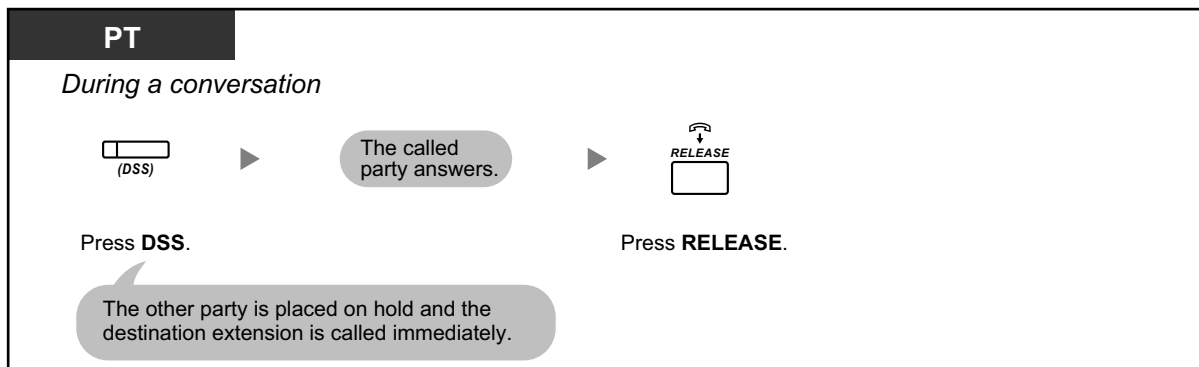 PT
During a conversation
(DSS)
The called
party answers.
RELEASE
Press DSS.
Press RELEASE.
The other party is placed on hold and the
destination extension is called immediately.